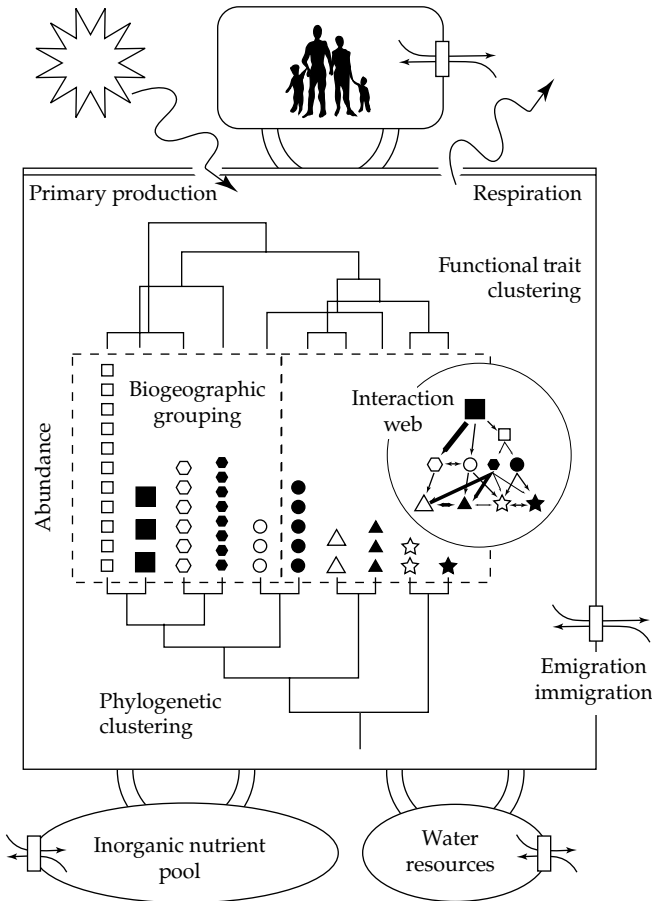 Primary production
Respiration
Functional trait
clustering
Biogeographic
grouping
Interaction
web
Abundance
Phylogenetic
clustering
Emigration
immigration
Inorganic nutrient
pool
Water
resources